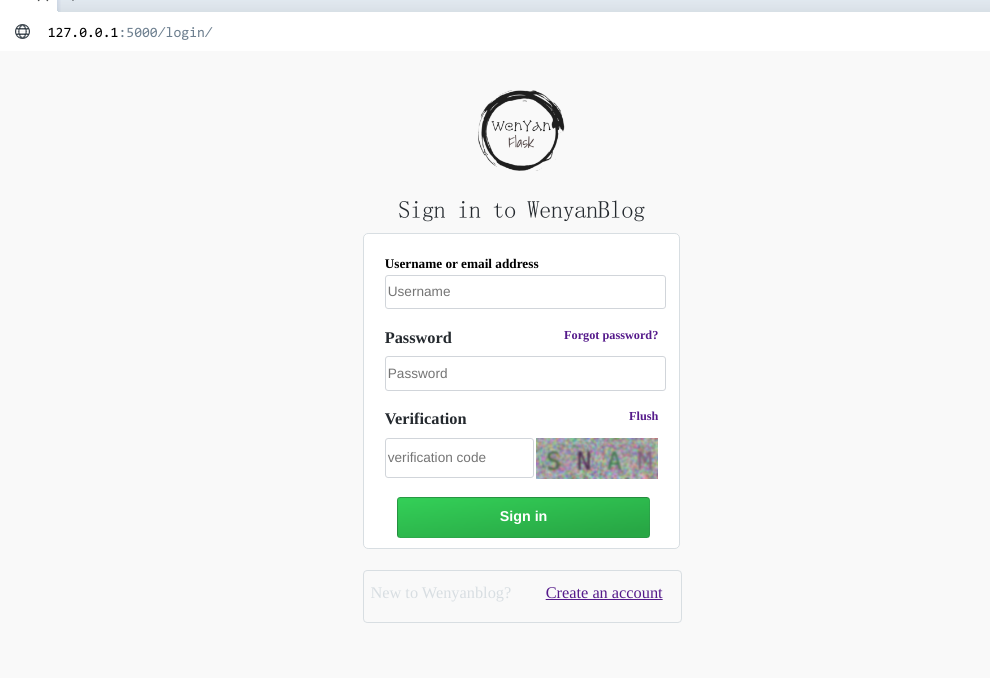 127.0.0.1:5000/login/
WenYan
Flask
Sign in to WenyanBlog
Username or email address
Username
Password Forgot password?
Password
Verification Flush
verification code S N A M
Sign in
New to Wenyanblog? Create an account